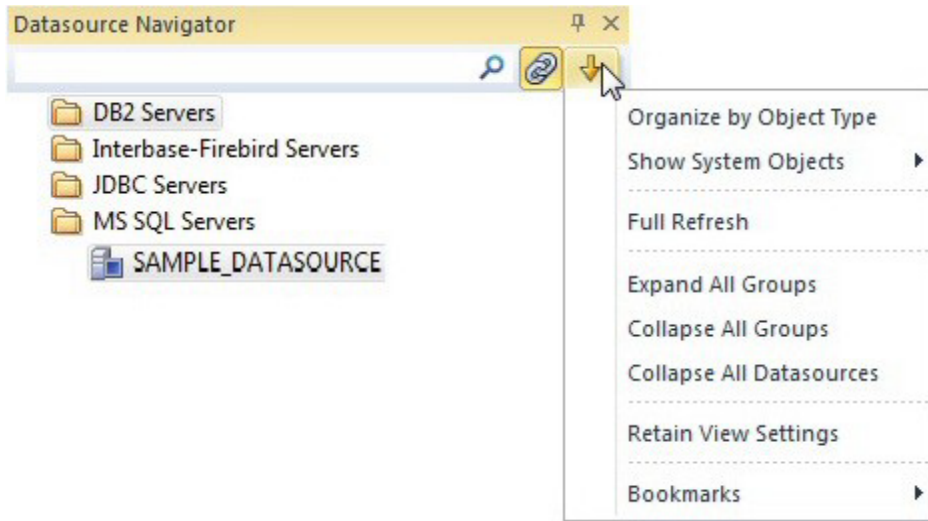 Datasource Navigator
DB2 Servers
Interbase-Firebird Servers
JDBC Servers
MS SQL Servers
SAMPLE_DATASOURCE
Organize by Object Type
Show System Objects
Full Refresh
Expand All Groups
Collapse All Groups
Collapse All Datasources
Retain View Settings
Bookmarks